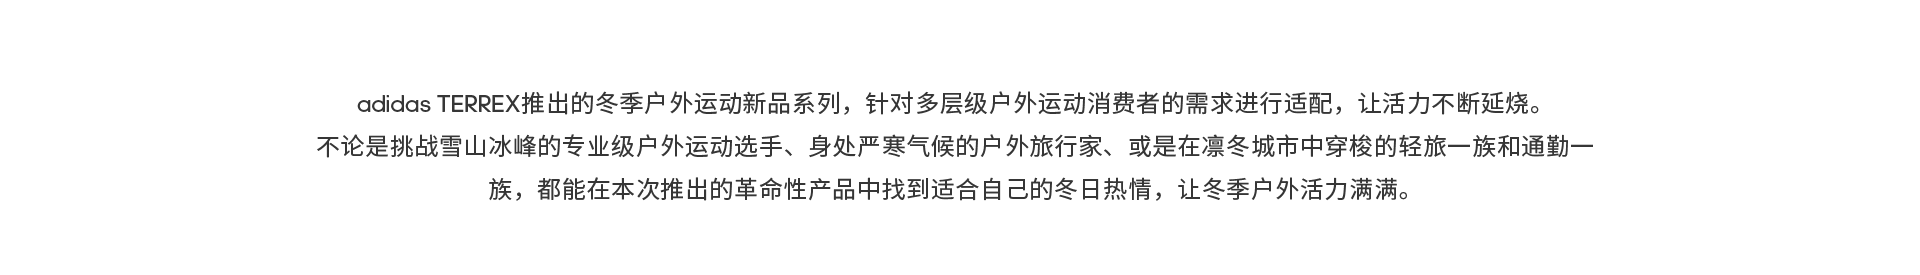 adidas TERREX推出的冬季户外运动新品系列，针对多层级户外运动消费者的需求进行适配，让活力不断延烧。
不论是挑战雪山冰峰的专业级户外运动选手、身处严寒气候的户外旅行家、或是在凛冬城市中穿梭的轻旅一族和通勤一
族，都能在本次推出的革命性产品中找到适合自己的冬日热情，让冬季户外活力满满。